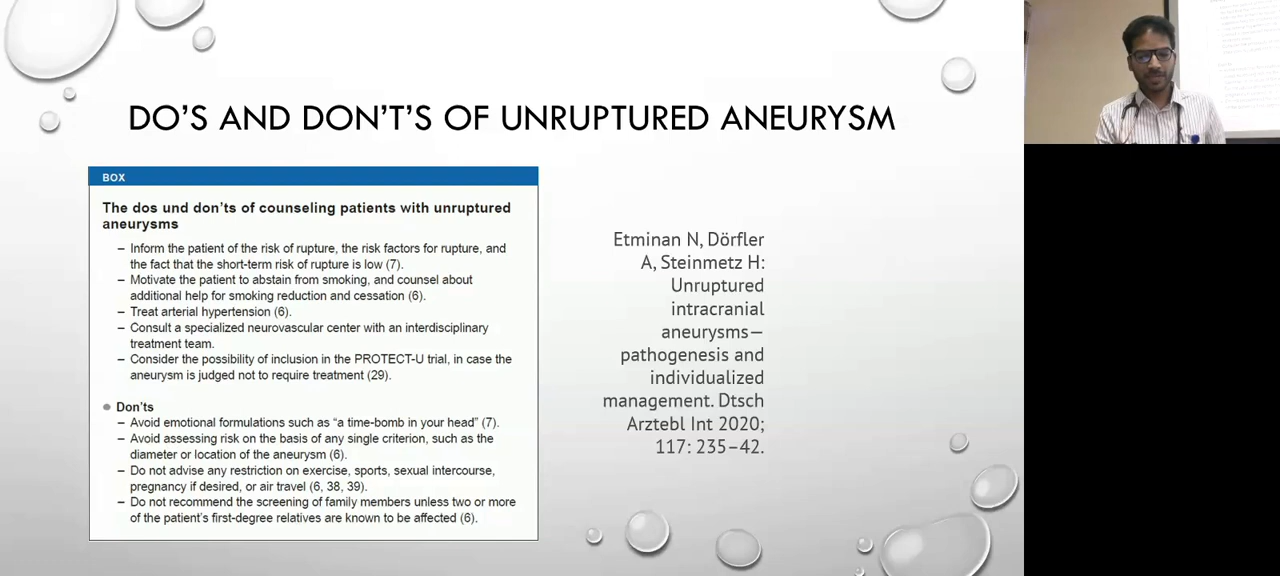 DO'S AND DON'T'S OF UNRUPTURED ANEURYSM
BOX
The dos und don'ts of counseling patients with unruptured
aneurysms
– Inform the patient of the risk of rupture, the risk factors for rupture, and
the fact that the short-term risk of rupture is low (7).
– Motivate the patient to abstain from smoking, and counsel about
additional help for smoking reduction and cessation (6).
– Treat arterial hypertension (6).
– Consult a specialized neurovascular center with an interdisciplinary
treatment team.
– Consider the possibility of inclusion in the PROTECT-U trial, in case the
aneurysm is judged not to require treatment (29).
● Don'ts
– Avoid emotional formulations such as “a time-bomb in your head” (7).
– Avoid assessing risk on the basis of any single criterion, such as the
diameter or location of the aneurysm (6).
– Do not advise any restriction on exercise, sports, sexual intercourse,
pregnancy if desired, or air travel (6, 38, 39).
– Do not recommend the screening of family members unless two or more
of the patient's first-degree relatives are known to be affected (6).
Etminan N, Dörfler
A, Steinmetz H:
Unruptured
intracranial
aneurysms—
pathogenesis and
individualized
management. Dtsch
Arztebl Int 2020;
117: 235–42.